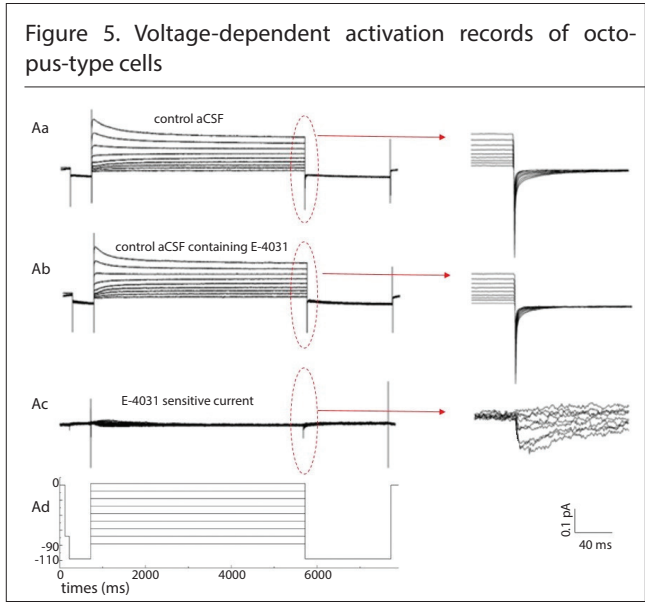 Figure 5. Voltage-dependent activation records of octo-
pus-type cells
Aa
control aCSF
Ab
control aCSF containing E-4031
Ac
E-4031 sensitive current
Ad
0
-90
-110
0 2000 4000 6000
times (ms)
0.1 pA
40 ms